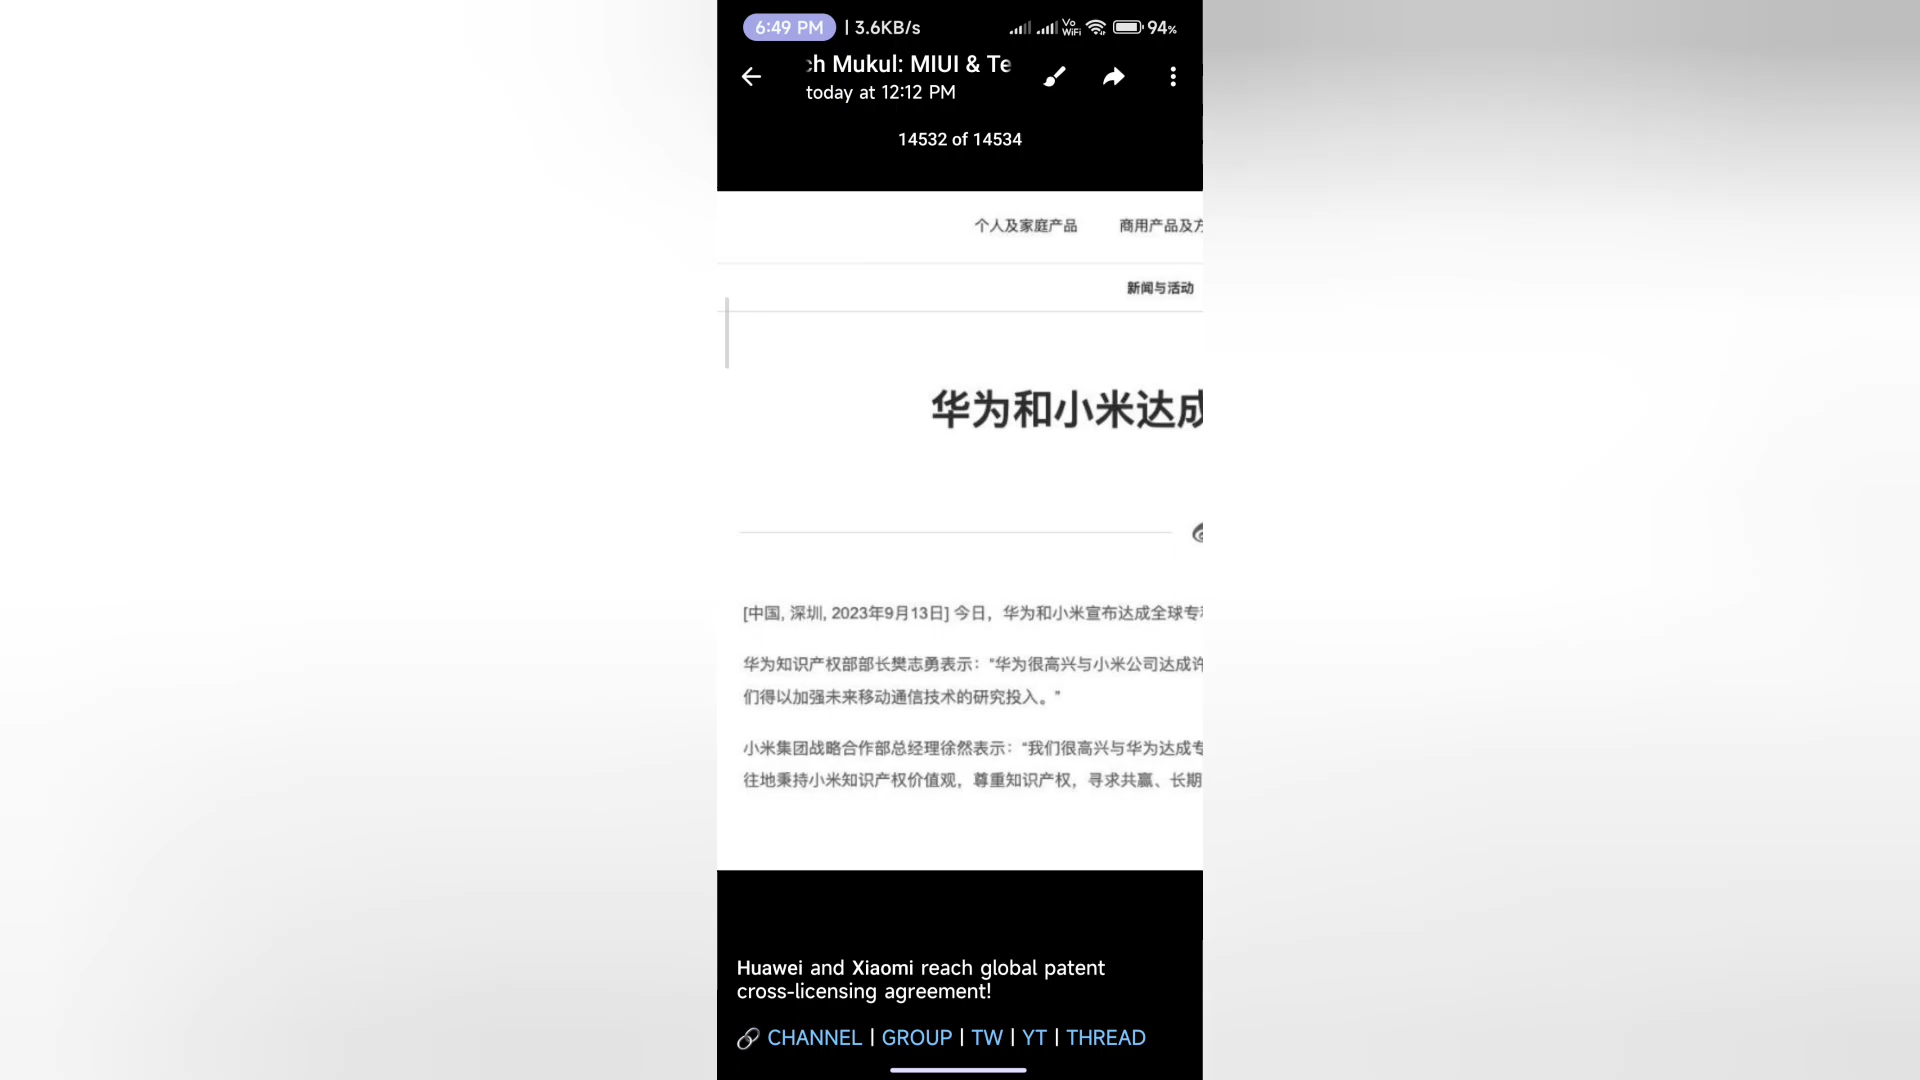 6:49 PM | 3.6KB/s Vo WiFi 94%
ch Mukul: MIUI & Te
today at 12:12 PM
14532 of 14534
个人及家庭产品 商用产品及方
新闻与活动
华为和小米达成
[中国, 深圳, 2023年9月13日] 今日，华为和小米宣布达成全球专
华为知识产权部部长樊志勇表示：“华为很高兴与小米公司达成许
们得以加强未来移动通信技术的研究投入。”
小米集团战略合作部总经理徐然表示：“我们很高兴与华为达成专
往地秉持小米知识产权价值观，尊重知识产权，寻求共赢、长期
Huawei and Xiaomi reach global patent
cross-licensing agreement!
CHANNEL | GROUP | TW | YT | THREAD